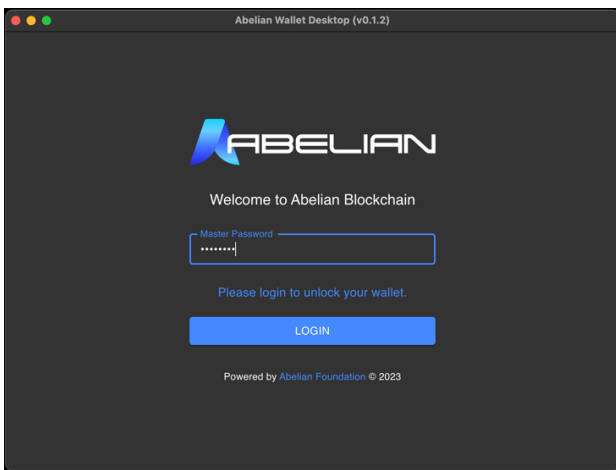 Abelian Wallet Desktop (v0.1.2)
ABELIAN
Welcome to Abelian Blockchain
Master Password
••••••••
Please login to unlock your wallet.
LOGIN
Powered by Abelian Foundation © 2023